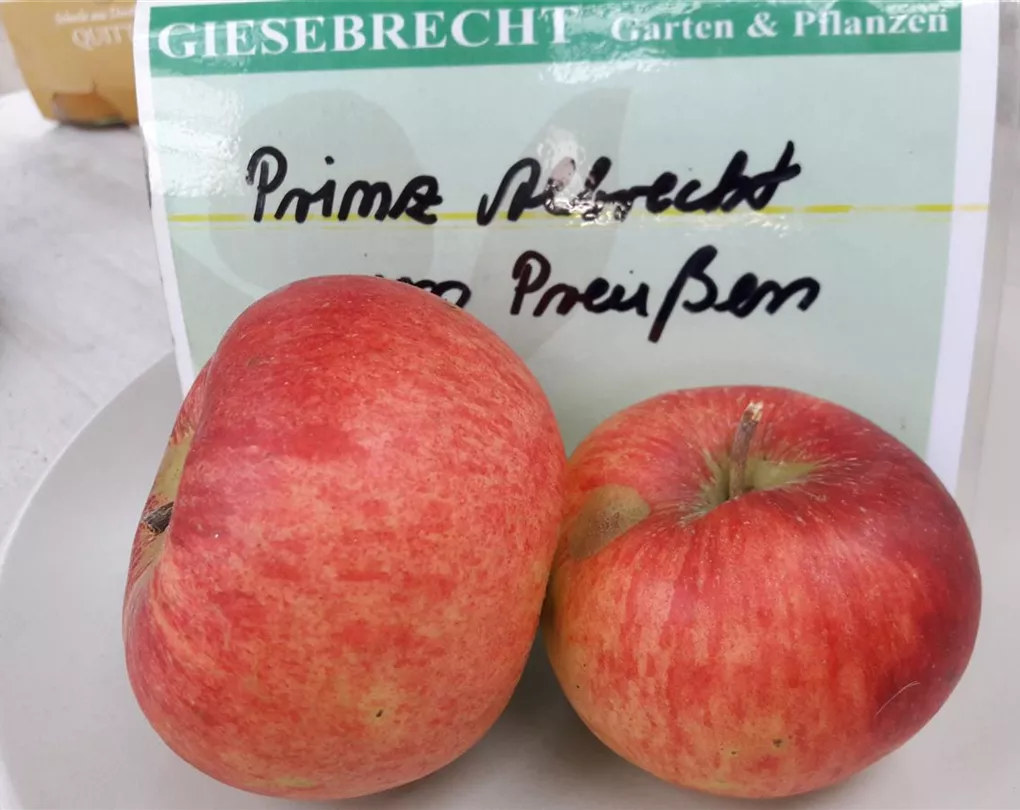 GIESEBRECHT Garten & Pflanzen
Prinz Albrecht
Preußen